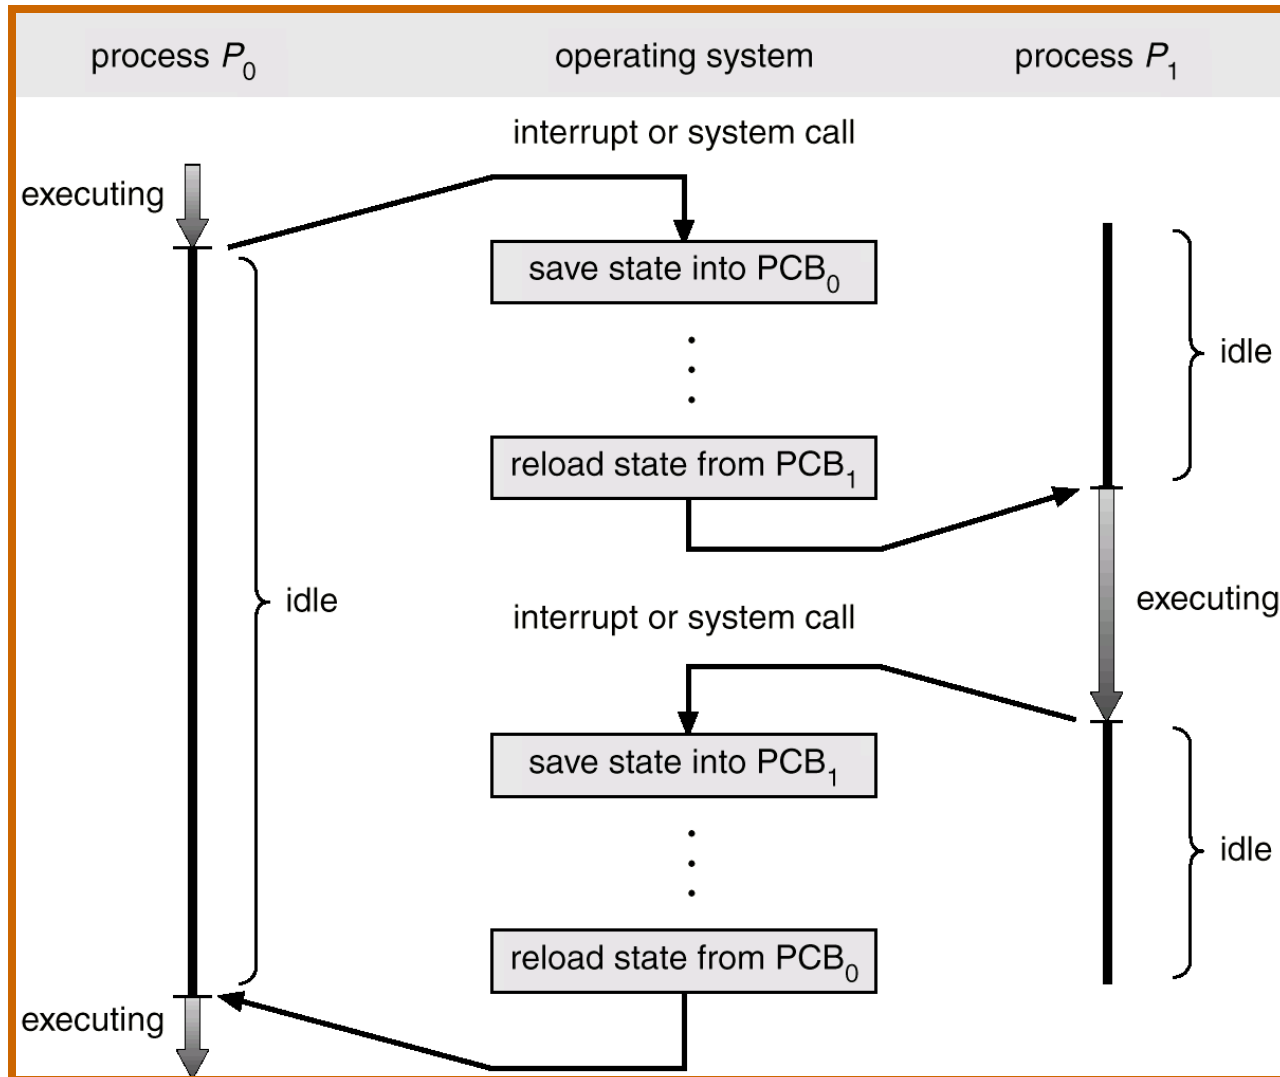 process P₀ operating system process P₁
interrupt or system call
executing
save state into PCB₀
idle
reload state from PCB₁
executing
idle
interrupt or system call
save state into PCB₁
idle
reload state from PCB₀
executing